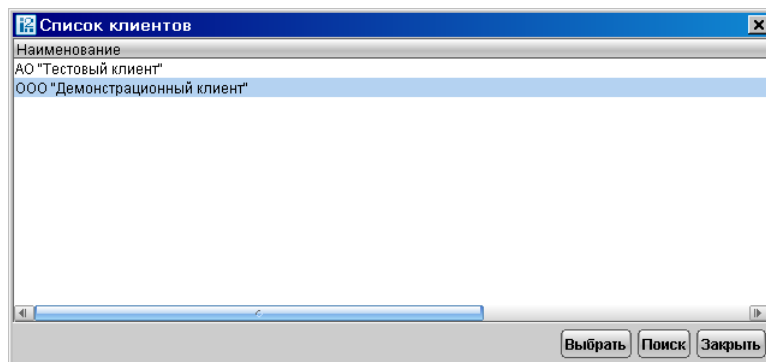 Список клиентов
Наименование
АО "Тестовый клиент"
ООО "Демонстрационный клиент"
Выбрать Поиск Закрыть